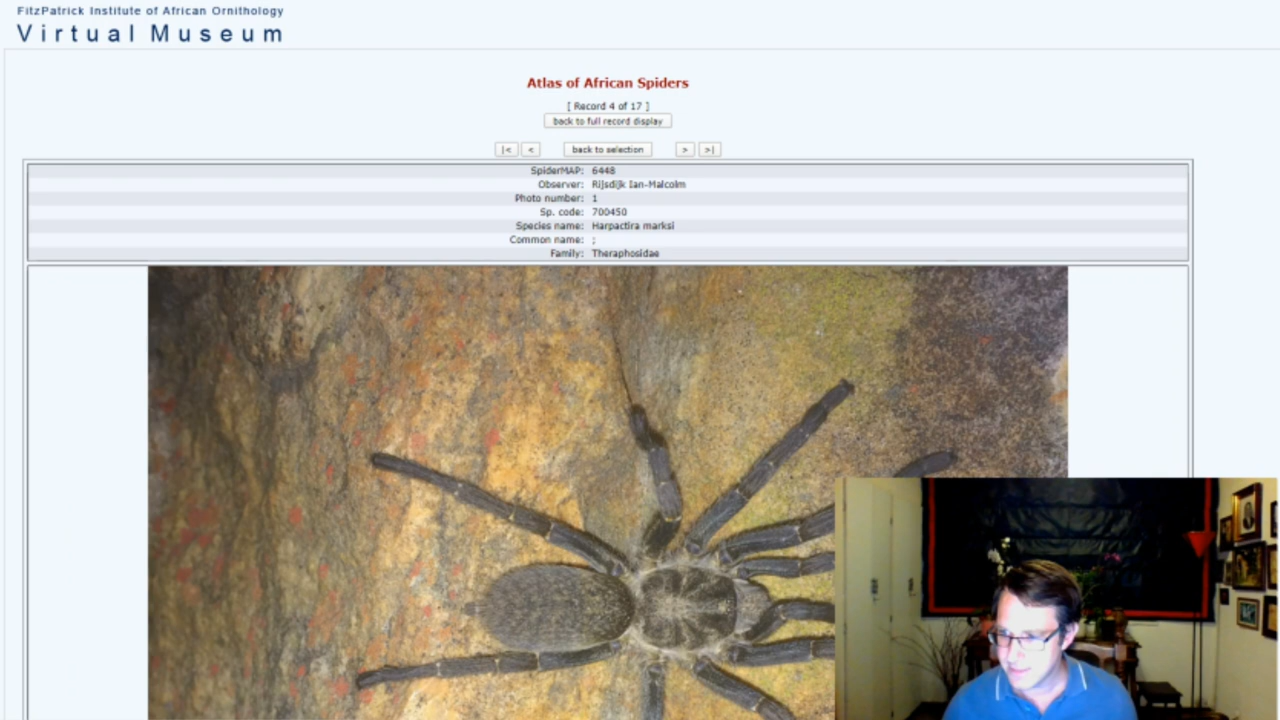 FitzPatrick Institute of African Ornithology
Virtual Museum
Atlas of African Spiders
[ Record 4 of 17 ]
back to full record display
|< < back to selection > >|
SpiderMAP: 6448
Observer: Rijsdijk Ian-Malcolm
Photo number: 1
Sp. code: 700450
Species name: Harpactira marksi
Common name: ;
Family: Theraphosidae